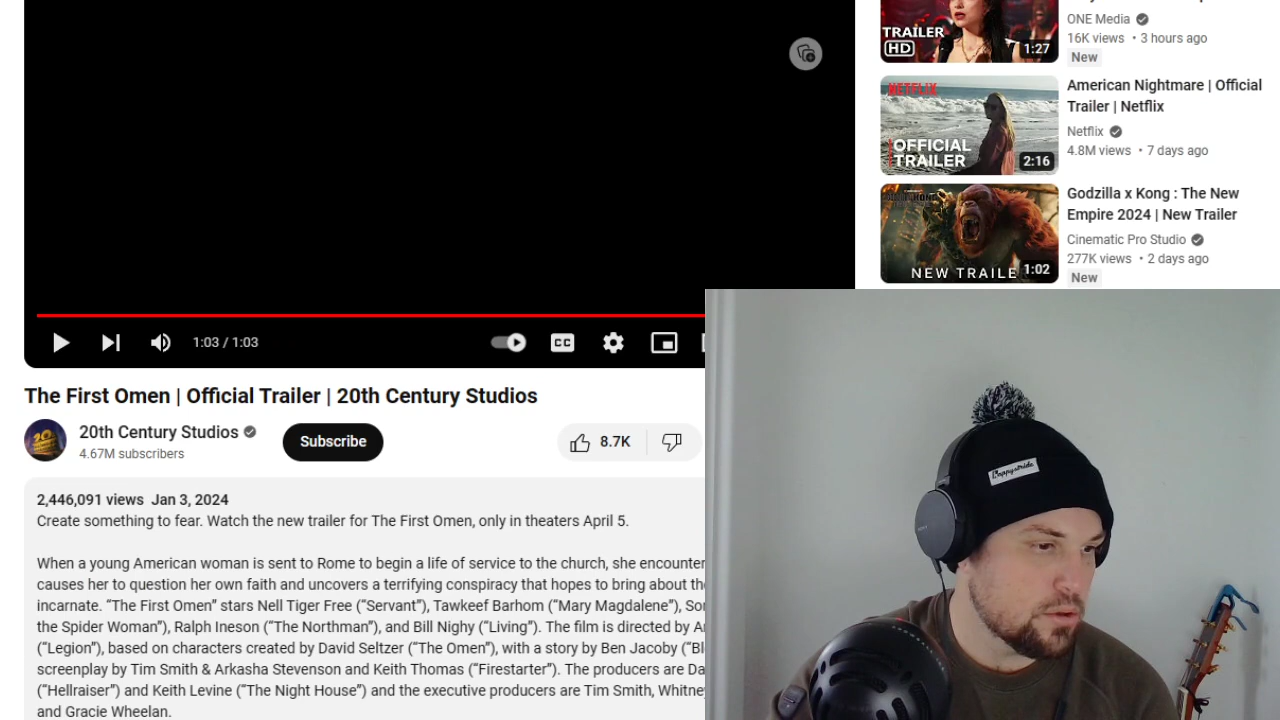 ONE Media
16K views • 3 hours ago
New
TRAILER
HD
1:27
American Nightmare | Official
Trailer | Netflix
Netflix
4.8M views • 7 days ago
NETFLIX
OFFICIAL
TRAILER
2:16
Godzilla x Kong : The New
Empire 2024 | New Trailer
Cinematic Pro Studio
277K views • 2 days ago
New
NEW TRAILE
1:02
1:03 / 1:03
CC
The First Omen | Official Trailer | 20th Century Studios
20th Century Studios
4.67M subscribers
Subscribe
8.7K
2,446,091 views Jan 3, 2024
Create something to fear. Watch the new trailer for The First Omen, only in theaters April 5.
When a young American woman is sent to Rome to begin a life of service to the church, she encounter
causes her to question her own faith and uncovers a terrifying conspiracy that hopes to bring about the
incarnate. “The First Omen” stars Nell Tiger Free (“Servant”), Tawkeef Barhom (“Mary Magdalene”), Son
the Spider Woman”), Ralph Ineson (“The Northman”), and Bill Nighy (“Living”). The film is directed by A
(“Legion”), based on characters created by David Seltzer (“The Omen”), with a story by Ben Jacoby (“Bl
screenplay by Tim Smith & Arkasha Stevenson and Keith Thomas (“Firestarter”). The producers are Da
(“Hellraiser”) and Keith Levine (“The Night House”) and the executive producers are Tim Smith, Whitney
and Gracie Wheelan.